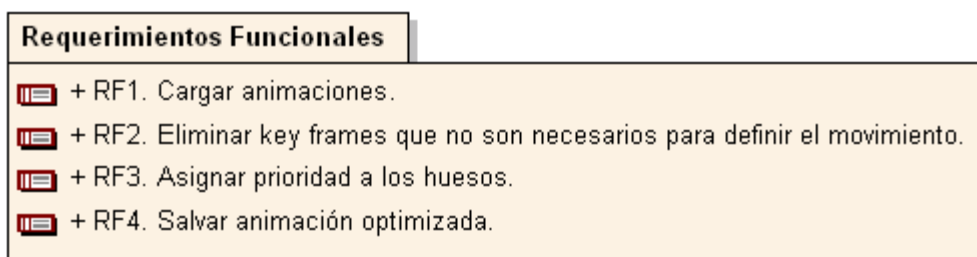 Requerimientos Funcionales
+ RF1. Cargar animaciones.
+ RF2. Eliminar key frames que no son necesarios para definir el movimiento.
+ RF3. Asignar prioridad a los huesos.
+ RF4. Salvar animación optimizada.